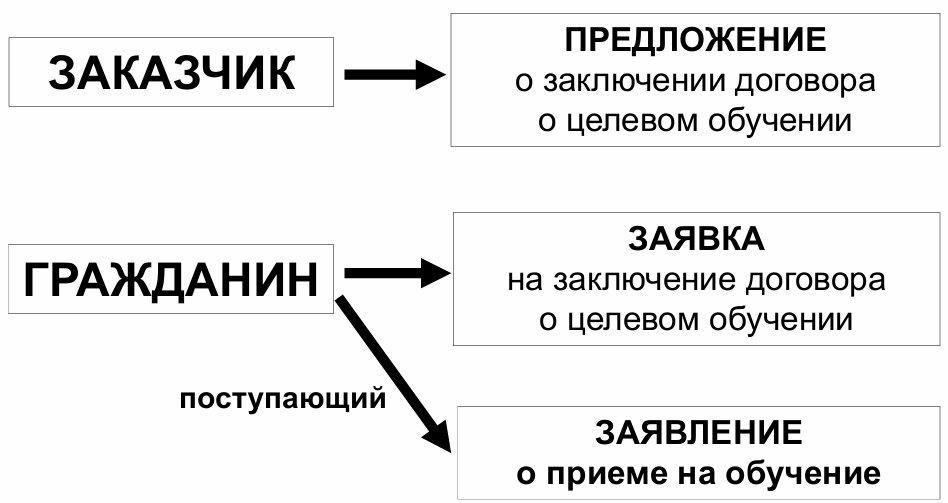 ЗАКАЗЧИК
ПРЕДЛОЖЕНИЕ
о заключении договора
о целевом обучении
ГРАЖДАНИН
ЗАЯВКА
на заключение договора
о целевом обучении
поступающий
ЗАЯВЛЕНИЕ
о приеме на обучение